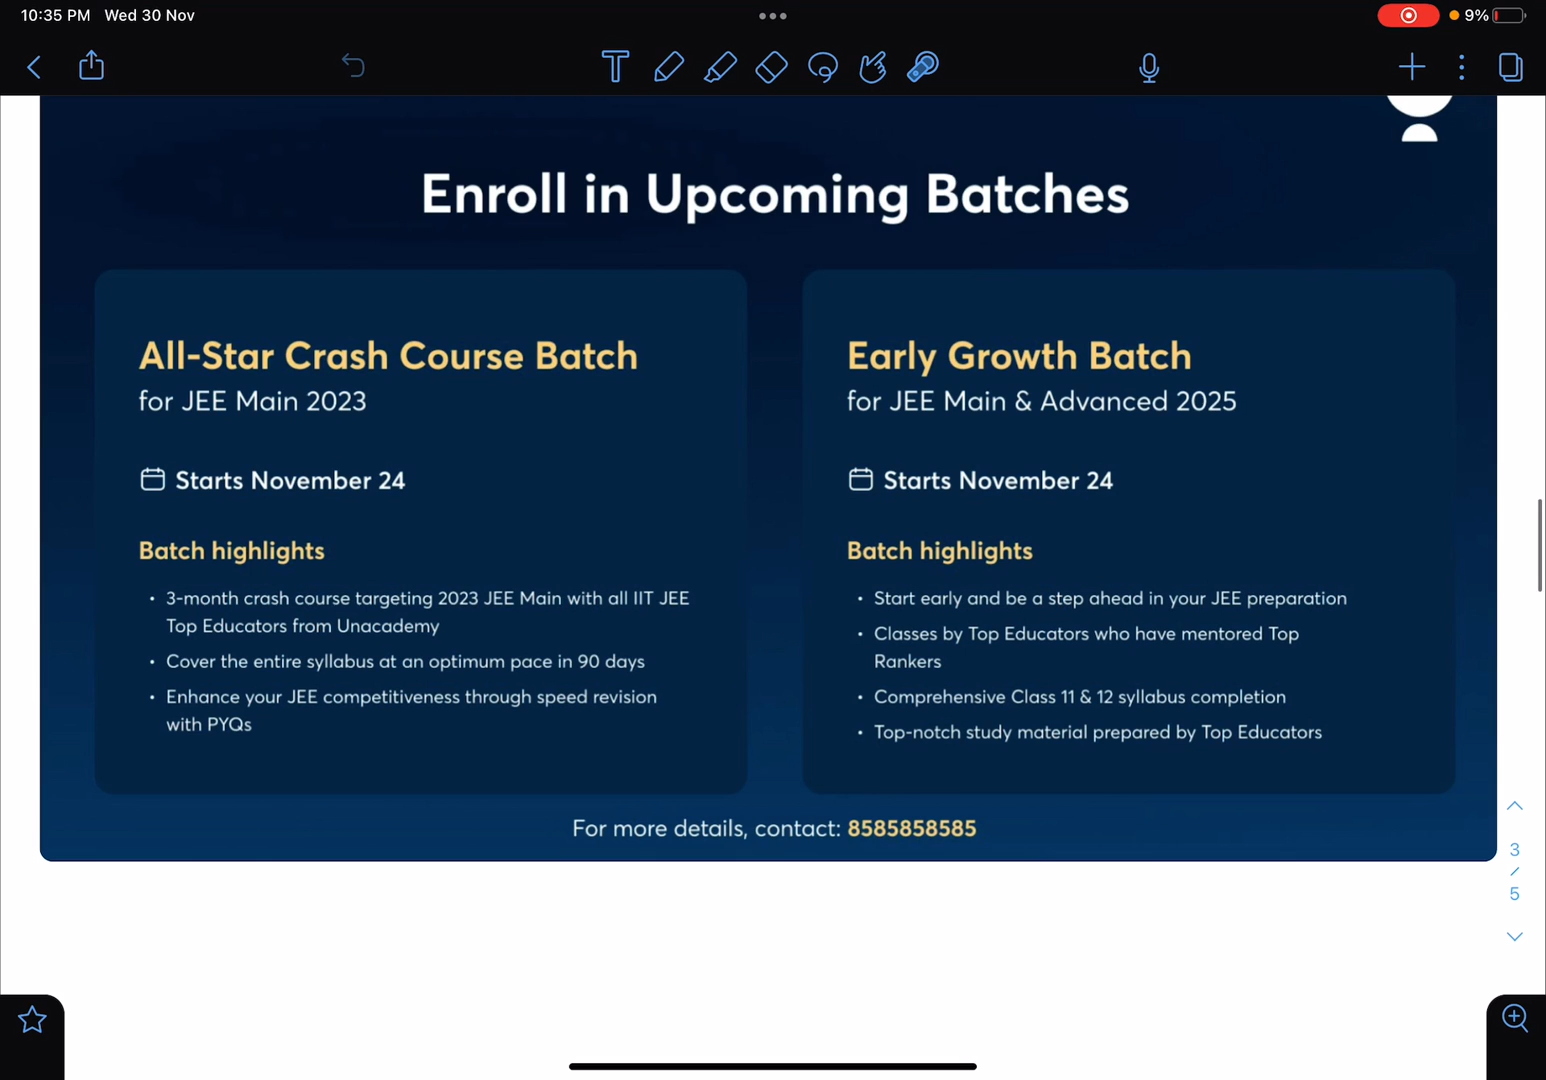 10:35 PM Wed 30 Nov
9%
T
Enroll in Upcoming Batches
All-Star Crash Course Batch
for JEE Main 2023
Starts November 24
Batch highlights
• 3-month crash course targeting 2023 JEE Main with all IIT JEE
Top Educators from Unacademy
• Cover the entire syllabus at an optimum pace in 90 days
• Enhance your JEE competitiveness through speed revision
with PYQs
Early Growth Batch
for JEE Main & Advanced 2025
Starts November 24
Batch highlights
• Start early and be a step ahead in your JEE preparation
• Classes by Top Educators who have mentored Top
Rankers
• Comprehensive Class 11 & 12 syllabus completion
• Top-notch study material prepared by Top Educators
For more details, contact: 8585858585
3
/
5